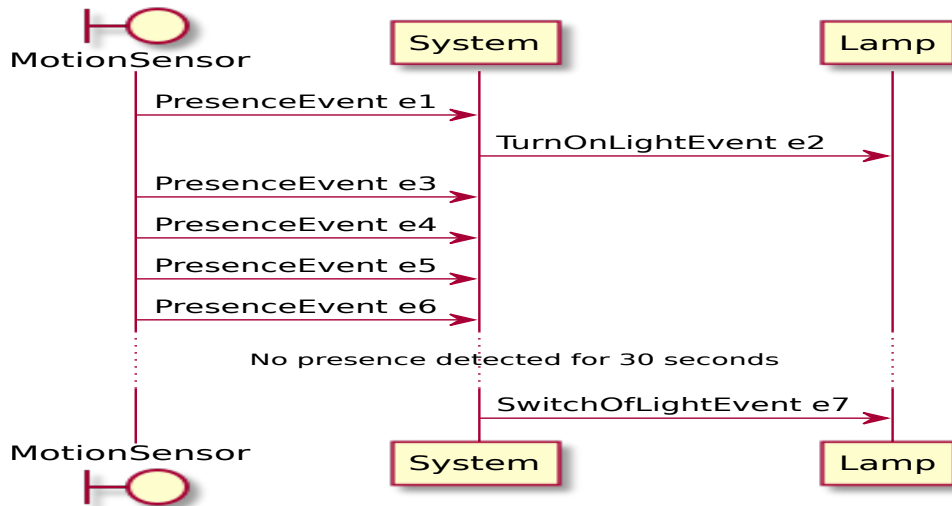 MotionSensor
System
Lamp
PresenceEvent e1
TurnOnLightEvent e2
PresenceEvent e3
PresenceEvent e4
PresenceEvent e5
PresenceEvent e6
No presence detected for 30 seconds
SwitchOfLightEvent e7
MotionSensor
System
Lamp